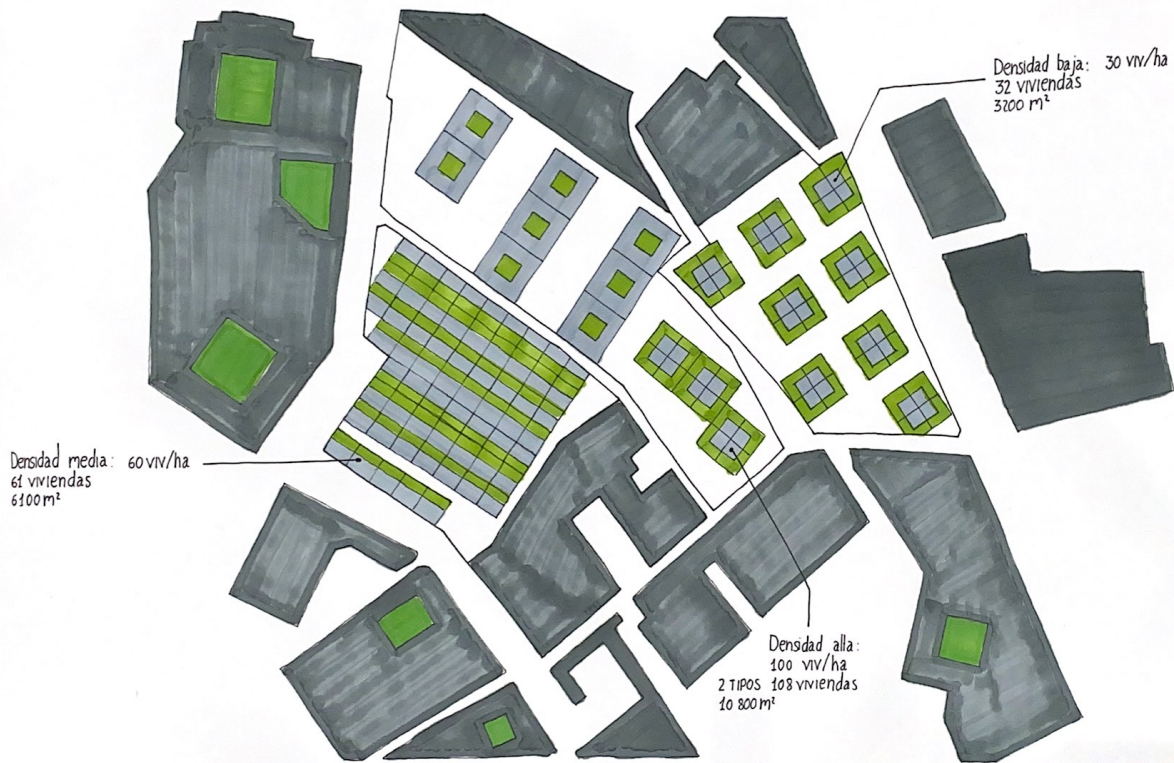 Densidad baja: 30 VIV/ha
32 viviendas
3200 m²
Densidad media: 60 VIV/ha
61 viviendas
6100 m²
Densidad alta:
100 VIV/ha
2 TIPOS 108 viviendas
10 800 m²